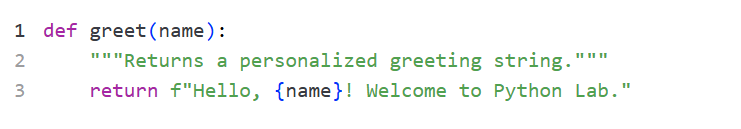 1 def greet(name):
2     """Returns a personalized greeting string."""
3     return f"Hello, {name}! Welcome to Python Lab."